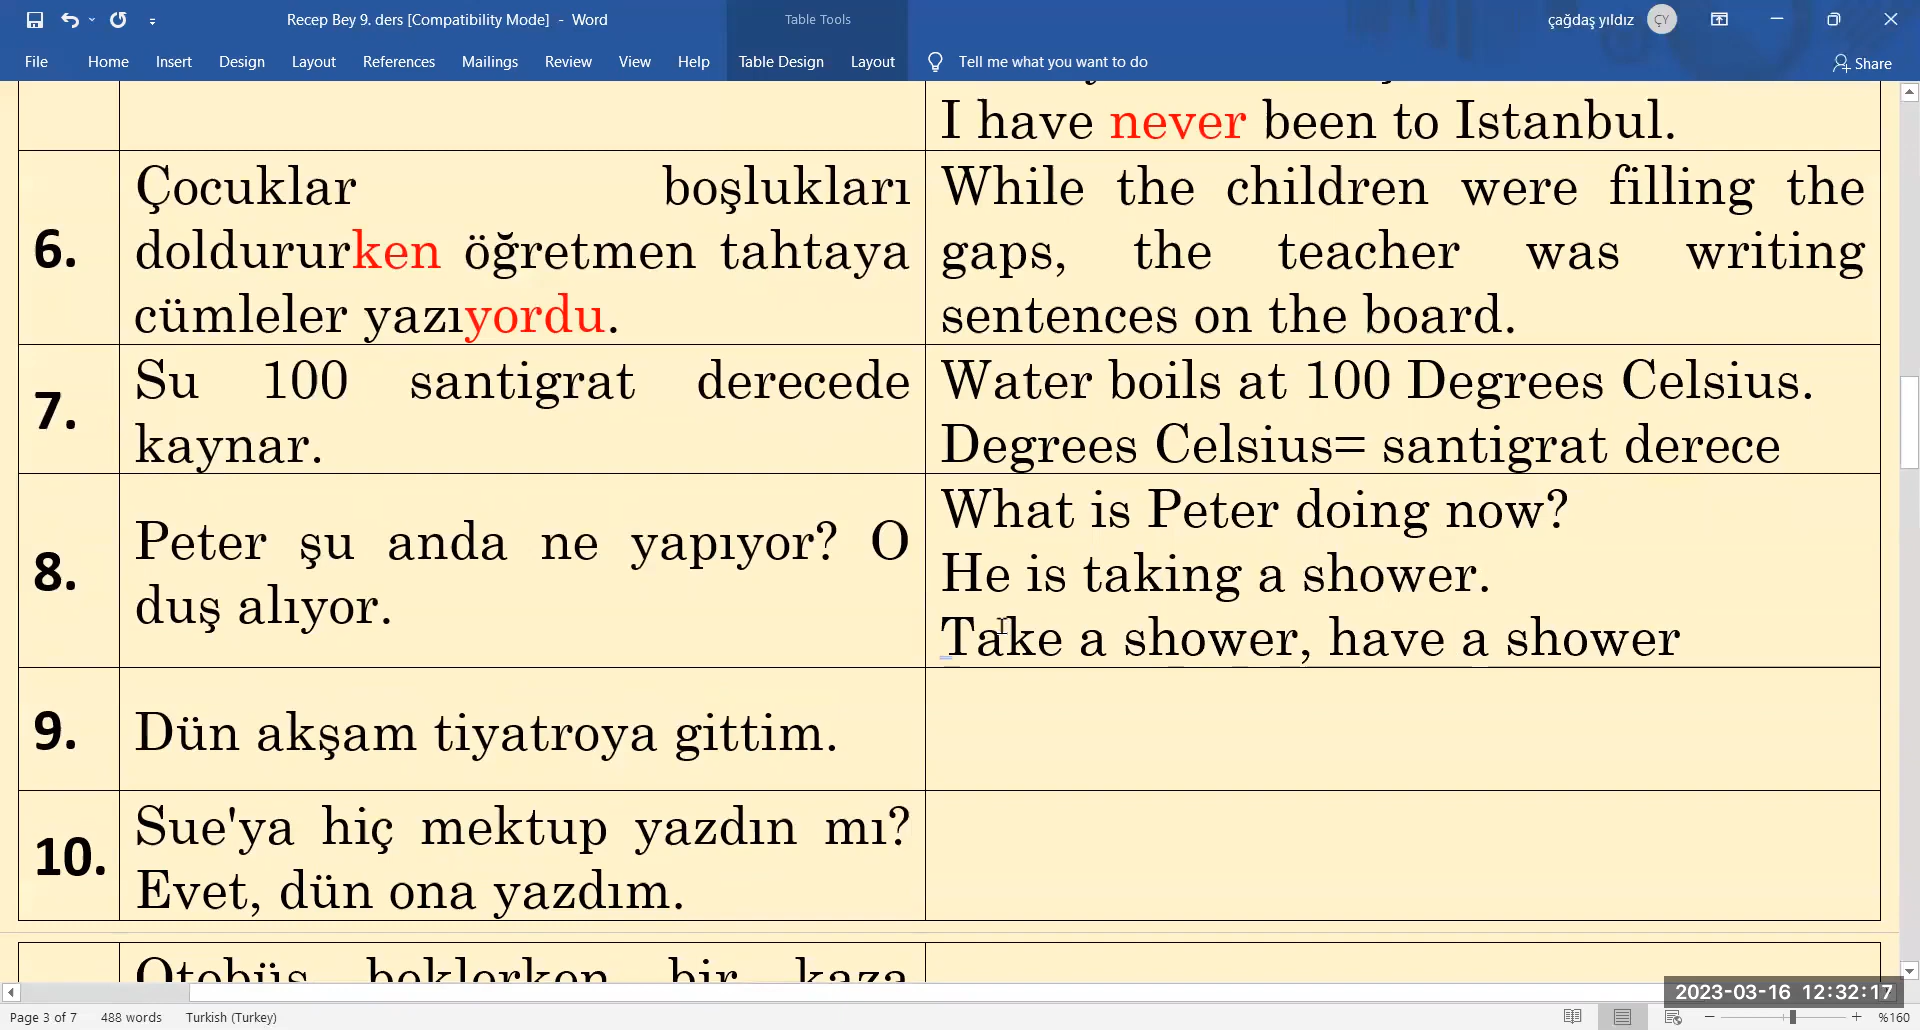 Recep Bey 9. ders [Compatibility Mode] - Word
Table Tools
çağdaş yıldız
ÇY
File Home Insert Design Layout References Mailings Review View Help Table Design Layout Tell me what you want to do Share
I have never been to Istanbul.
6.
Çocuklar boşlukları
doldururken öğretmen tahtaya
cümleler yazıyordu.
While the children were filling the
gaps, the teacher was writing
sentences on the board.
7.
Su 100 santigrat derecede
kaynar.
Water boils at 100 Degrees Celsius.
Degrees Celsius= santigrat derece
8.
Peter şu anda ne yapıyor? O
duş alıyor.
What is Peter doing now?
He is taking a shower.
Take a shower, have a shower
9.
Dün akşam tiyatroya gittim.
10.
Sue'ya hiç mektup yazdın mı?
Evet, dün ona yazdım.
Otobüs beklerken bir kaza
2023-03-16 12:32:17
Page 3 of 7 488 words Turkish (Turkey) %160